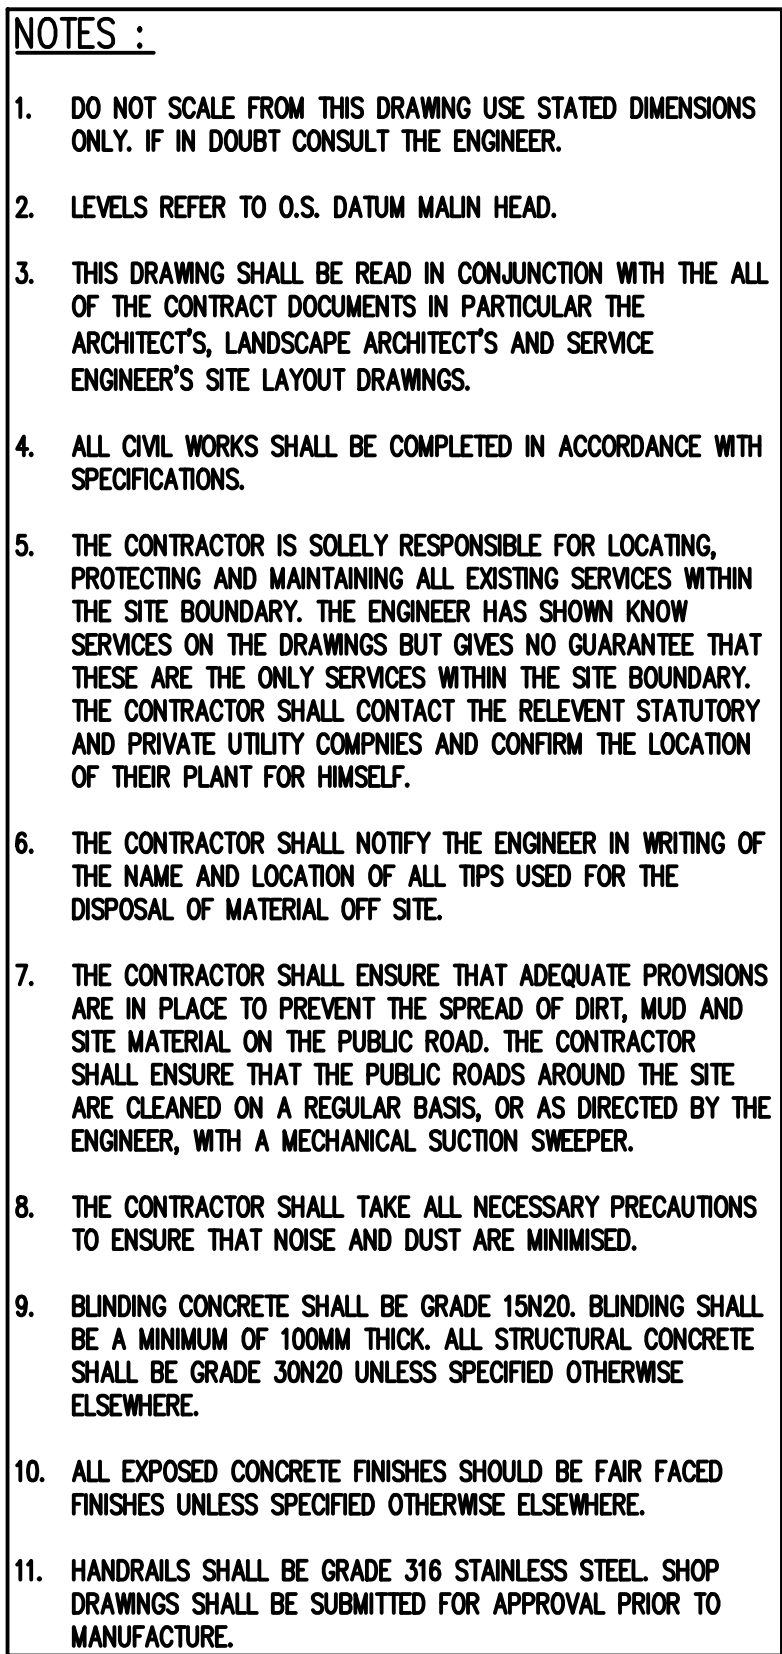 NOTES :
1. DO NOT SCALE FROM THIS DRAWING USE STATED DIMENSIONS
ONLY. IF IN DOUBT CONSULT THE ENGINEER.
2. LEVELS REFER TO O.S. DATUM MALIN HEAD.
3. THIS DRAWING SHALL BE READ IN CONJUNCTION WITH THE ALL
OF THE CONTRACT DOCUMENTS IN PARTICULAR THE
ARCHITECT'S, LANDSCAPE ARCHITECT'S AND SERVICE
ENGINEER'S SITE LAYOUT DRAWINGS.
4. ALL CIVIL WORKS SHALL BE COMPLETED IN ACCORDANCE WITH
SPECIFICATIONS.
5. THE CONTRACTOR IS SOLELY RESPONSIBLE FOR LOCATING,
PROTECTING AND MAINTAINING ALL EXISTING SERVICES WITHIN
THE SITE BOUNDARY. THE ENGINEER HAS SHOWN KNOW
SERVICES ON THE DRAWINGS BUT GIVES NO GUARANTEE THAT
THESE ARE THE ONLY SERVICES WITHIN THE SITE BOUNDARY.
THE CONTRACTOR SHALL CONTACT THE RELEVENT STATUTORY
AND PRIVATE UTILITY COMPNIES AND CONFIRM THE LOCATION
OF THEIR PLANT FOR HIMSELF.
6. THE CONTRACTOR SHALL NOTIFY THE ENGINEER IN WRITING OF
THE NAME AND LOCATION OF ALL TIPS USED FOR THE
DISPOSAL OF MATERIAL OFF SITE.
7. THE CONTRACTOR SHALL ENSURE THAT ADEQUATE PROVISIONS
ARE IN PLACE TO PREVENT THE SPREAD OF DIRT, MUD AND
SITE MATERIAL ON THE PUBLIC ROAD. THE CONTRACTOR
SHALL ENSURE THAT THE PUBLIC ROADS AROUND THE SITE
ARE CLEANED ON A REGULAR BASIS, OR AS DIRECTED BY THE
ENGINEER, WITH A MECHANICAL SUCTION SWEEPER.
8. THE CONTRACTOR SHALL TAKE ALL NECESSARY PRECAUTIONS
TO ENSURE THAT NOISE AND DUST ARE MINIMISED.
9. BLINDING CONCRETE SHALL BE GRADE 15N20. BLINDING SHALL
BE A MINIMUM OF 100MM THICK. ALL STRUCTURAL CONCRETE
SHALL BE GRADE 30N20 UNLESS SPECIFIED OTHERWISE
ELSEWHERE.
10. ALL EXPOSED CONCRETE FINISHES SHOULD BE FAIR FACED
FINISHES UNLESS SPECIFIED OTHERWISE ELSEWHERE.
11. HANDRAILS SHALL BE GRADE 316 STAINLESS STEEL. SHOP
DRAWINGS SHALL BE SUBMITTED FOR APPROVAL PRIOR TO
MANUFACTURE.